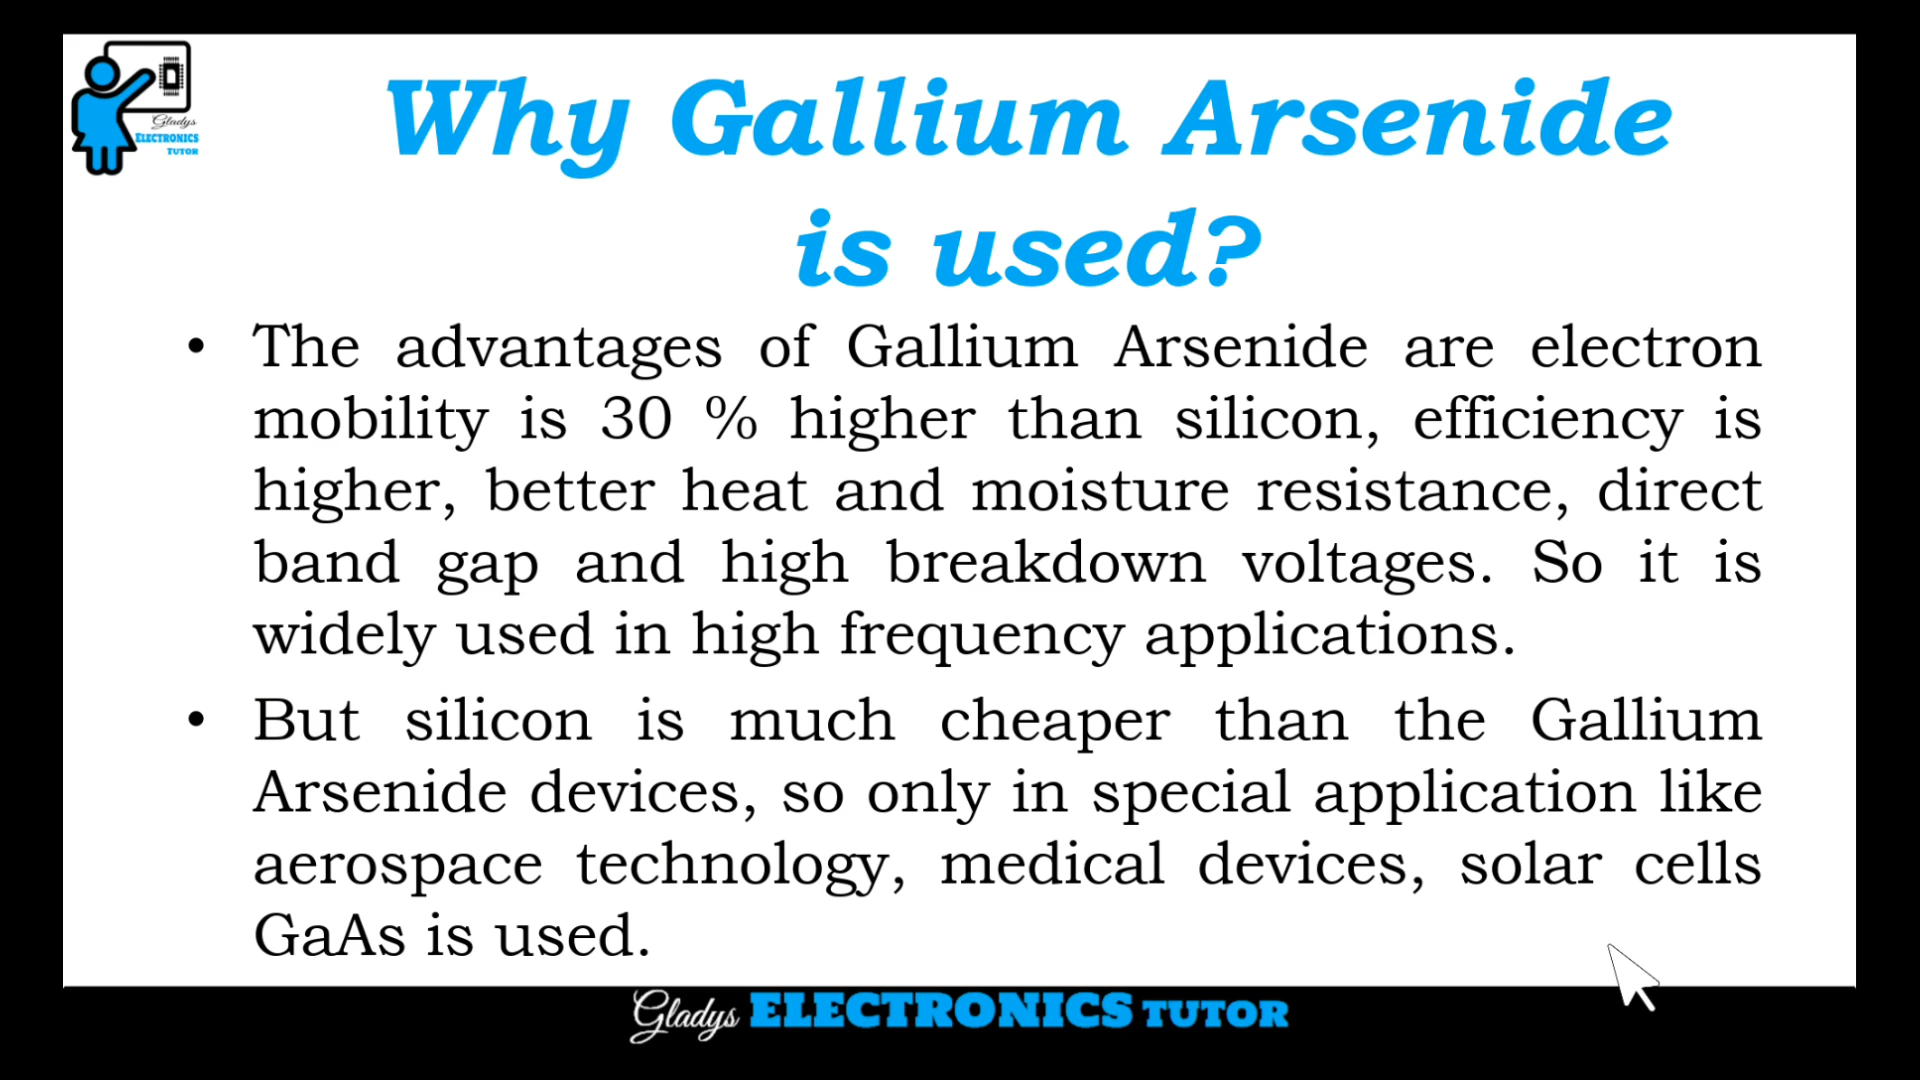 Gladys
ELECTRONICS
TUTOR
Why Gallium Arsenide
is used?
• The advantages of Gallium Arsenide are electron
mobility is 30 % higher than silicon, efficiency is
higher, better heat and moisture resistance, direct
band gap and high breakdown voltages. So it is
widely used in high frequency applications.
• But silicon is much cheaper than the Gallium
Arsenide devices, so only in special application like
aerospace technology, medical devices, solar cells
GaAs is used.
Gladys ELECTRONICS TUTOR